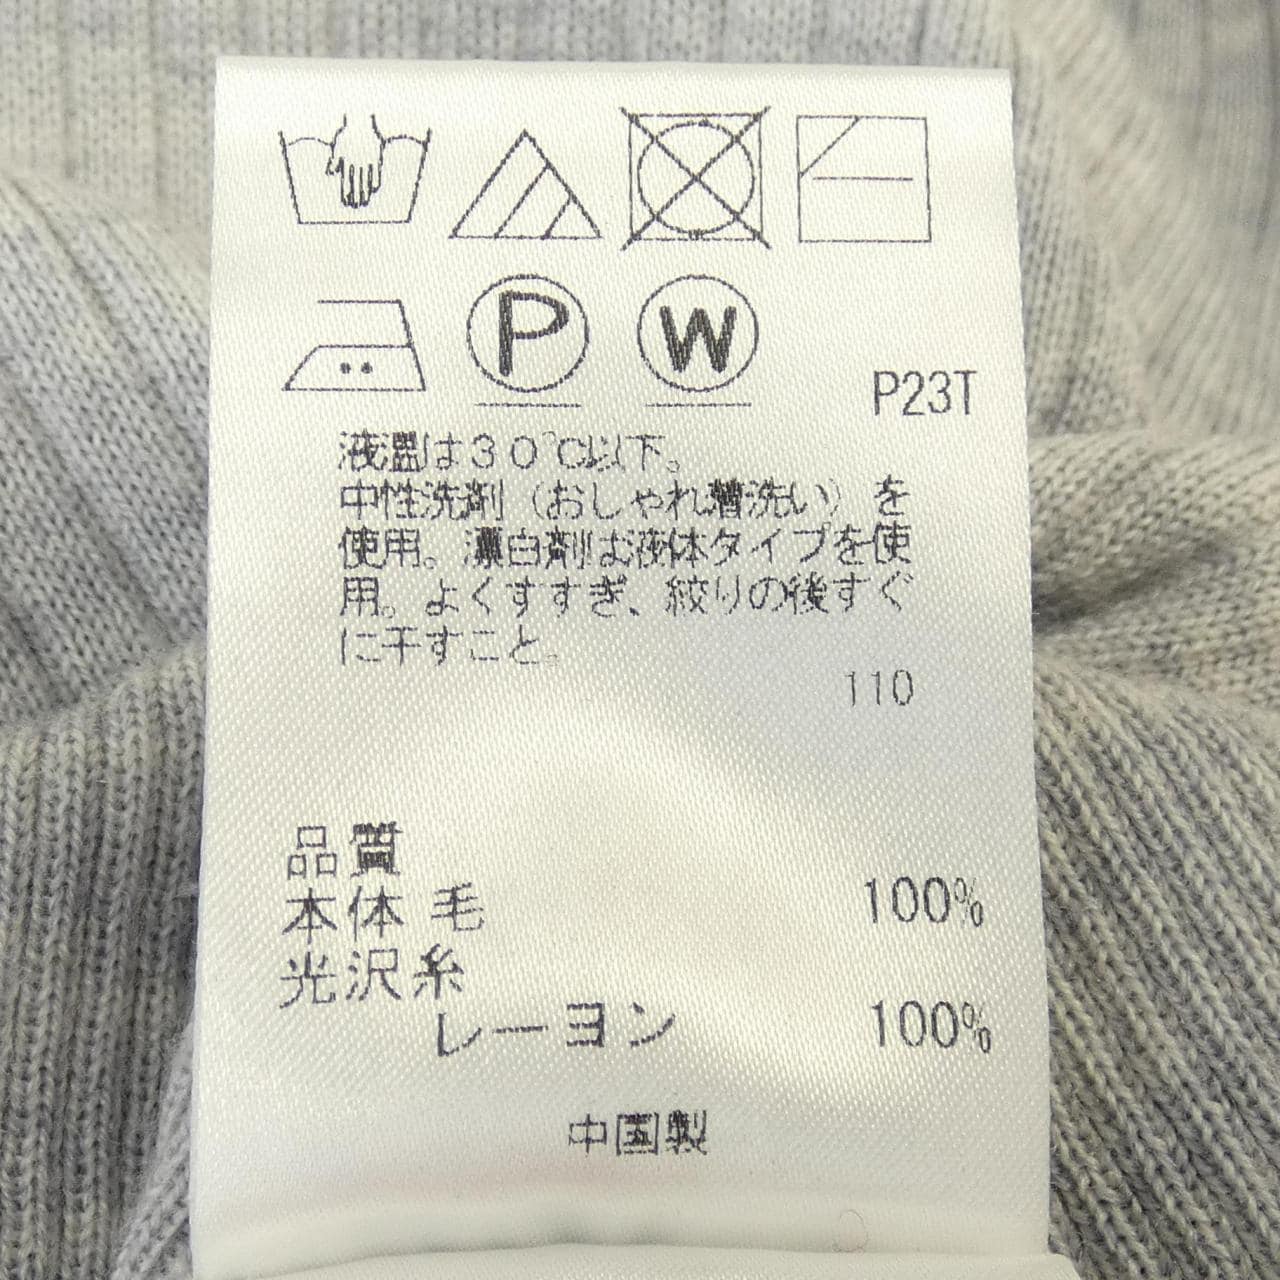 P
W
P23T
液温は30℃以下。
中性洗剤(おしゃれ着洗い)を
使用。漂白剤は液体タイプを使
用。よくすすぎ、絞りの後すぐ
に干すこと。
110
品質
本体 毛 100%
光沢糸
レーヨン 100%
中国製